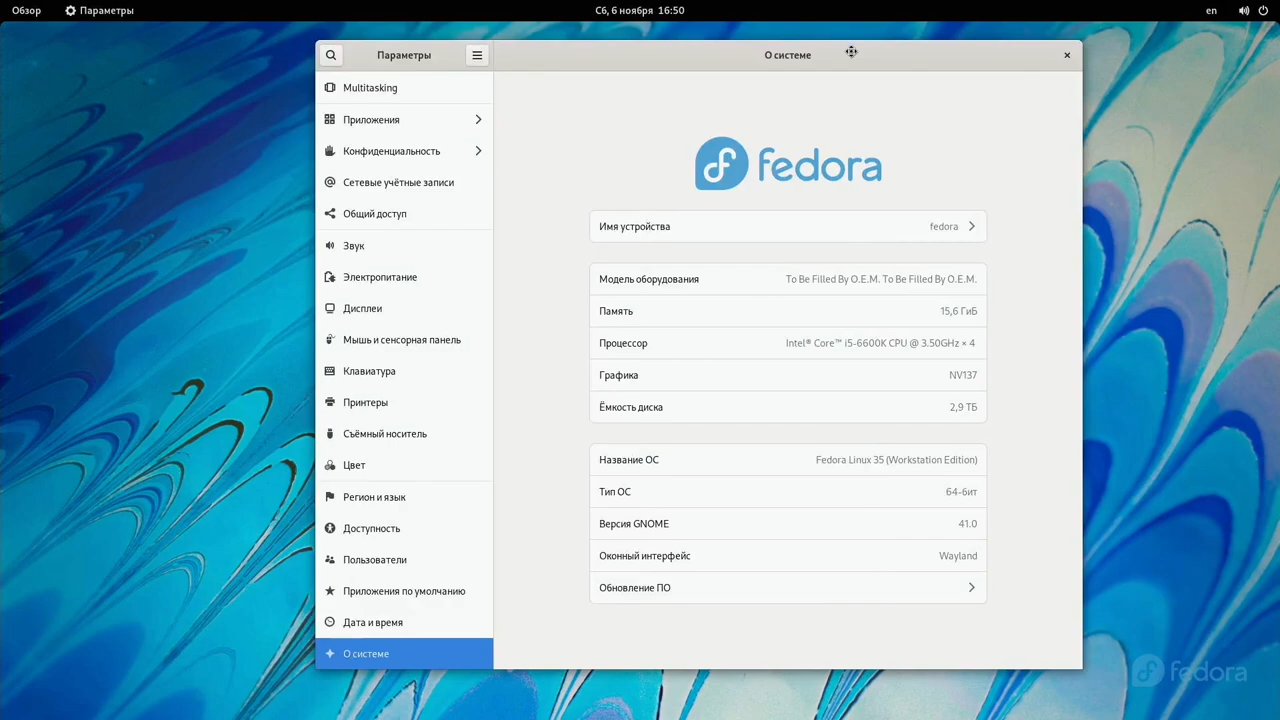 Обзор
Параметры
Сб, 6 ноября 16:50
en
Параметры
О системе
Multitasking
Приложения
Конфиденциальность
Сетевые учётные записи
Общий доступ
Звук
Электропитание
Дисплеи
Мышь и сенсорная панель
Клавиатура
Принтеры
Съёмный носитель
Цвет
Регион и язык
Доступность
Пользователи
Приложения по умолчанию
Дата и время
О системе
fedora
Имя устройства fedora
Модель оборудования To Be Filled By O.E.M. To Be Filled By O.E.M.
Память 15,6 ГиБ
Процессор Intel® Core™ i5-6600K CPU @ 3.50GHz × 4
Графика NV137
Ёмкость диска 2,9 ТБ
Название ОС Fedora Linux 35 (Workstation Edition)
Тип ОС 64-бит
Версия GNOME 41.0
Оконный интерфейс Wayland
Обновление ПО
fedora